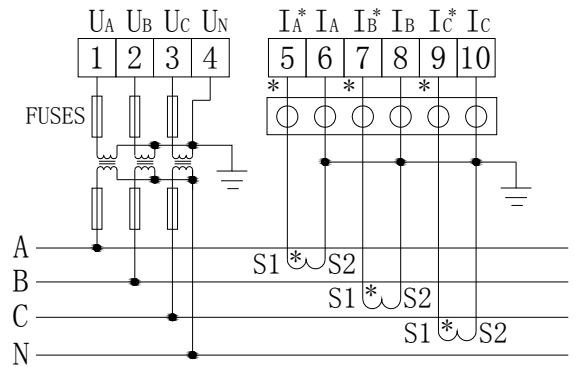 UA UB UC UN IA* IA IB* IB IC* IC
1 2 3 4 5 6 7 8 9 10
* * *
FUSES
A S1 * S2
B S1 * S2
C S1 * S2
N